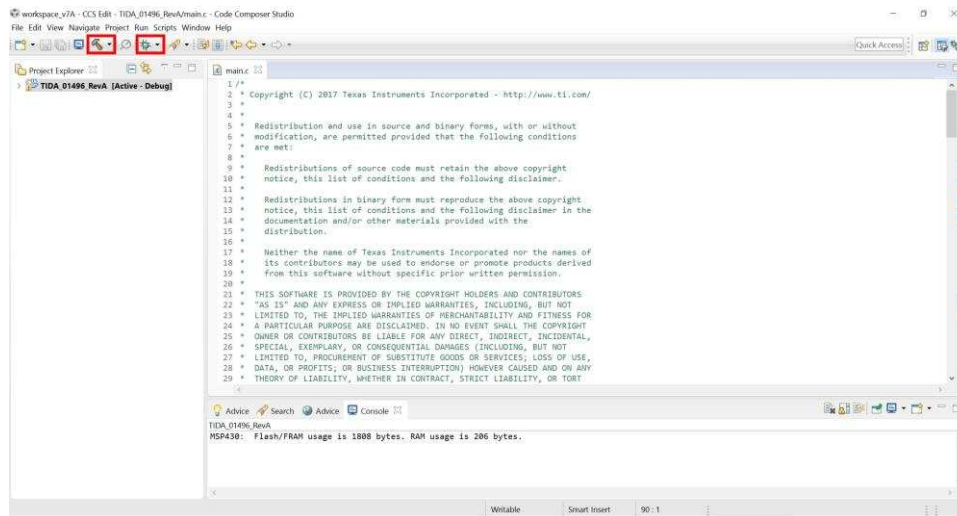 workspace_v7A - CCS Edit - TIDA_01496_RevA/main.c - Code Composer Studio
File Edit View Navigate Project Run Scripts Window Help
Quick Access
Project Explorer
main.c
TIDA_01496_RevA [Active - Debug]
1 /*
2 * Copyright (C) 2017 Texas Instruments Incorporated - http://www.ti.com/
3 *
4 *
5 * Redistribution and use in source and binary forms, with or without
6 * modification, are permitted provided that the following conditions
7 * are met:
8 *
9 * Redistributions of source code must retain the above copyright
10 * notice, this list of conditions and the following disclaimer.
11 *
12 * Redistributions in binary form must reproduce the above copyright
13 * notice, this list of conditions and the following disclaimer in the
14 * documentation and/or other materials provided with the
15 * distribution.
16 *
17 * Neither the name of Texas Instruments Incorporated nor the names of
18 * its contributors may be used to endorse or promote products derived
19 * from this software without specific prior written permission.
20 *
21 * THIS SOFTWARE IS PROVIDED BY THE COPYRIGHT HOLDERS AND CONTRIBUTORS
22 * "AS IS" AND ANY EXPRESS OR IMPLIED WARRANTIES, INCLUDING, BUT NOT
23 * LIMITED TO, THE IMPLIED WARRANTIES OF MERCHANTABILITY AND FITNESS FOR
24 * A PARTICULAR PURPOSE ARE DISCLAIMED. IN NO EVENT SHALL THE COPYRIGHT
25 * OWNER OR CONTRIBUTORS BE LIABLE FOR ANY DIRECT, INDIRECT, INCIDENTAL,
26 * SPECIAL, EXEMPLARY, OR CONSEQUENTIAL DAMAGES (INCLUDING, BUT NOT
27 * LIMITED TO, PROCUREMENT OF SUBSTITUTE GOODS OR SERVICES; LOSS OF USE,
28 * DATA, OR PROFITS; OR BUSINESS INTERRUPTION) HOWEVER CAUSED AND ON ANY
29 * THEORY OF LIABILITY, WHETHER IN CONTRACT, STRICT LIABILITY, OR TORT
Advice Search Advice Console
TIDA_01496_RevA
MSP430: Flash/FRAM usage is 1808 bytes. RAM usage is 206 bytes.
Writable Smart Insert 90 : 1